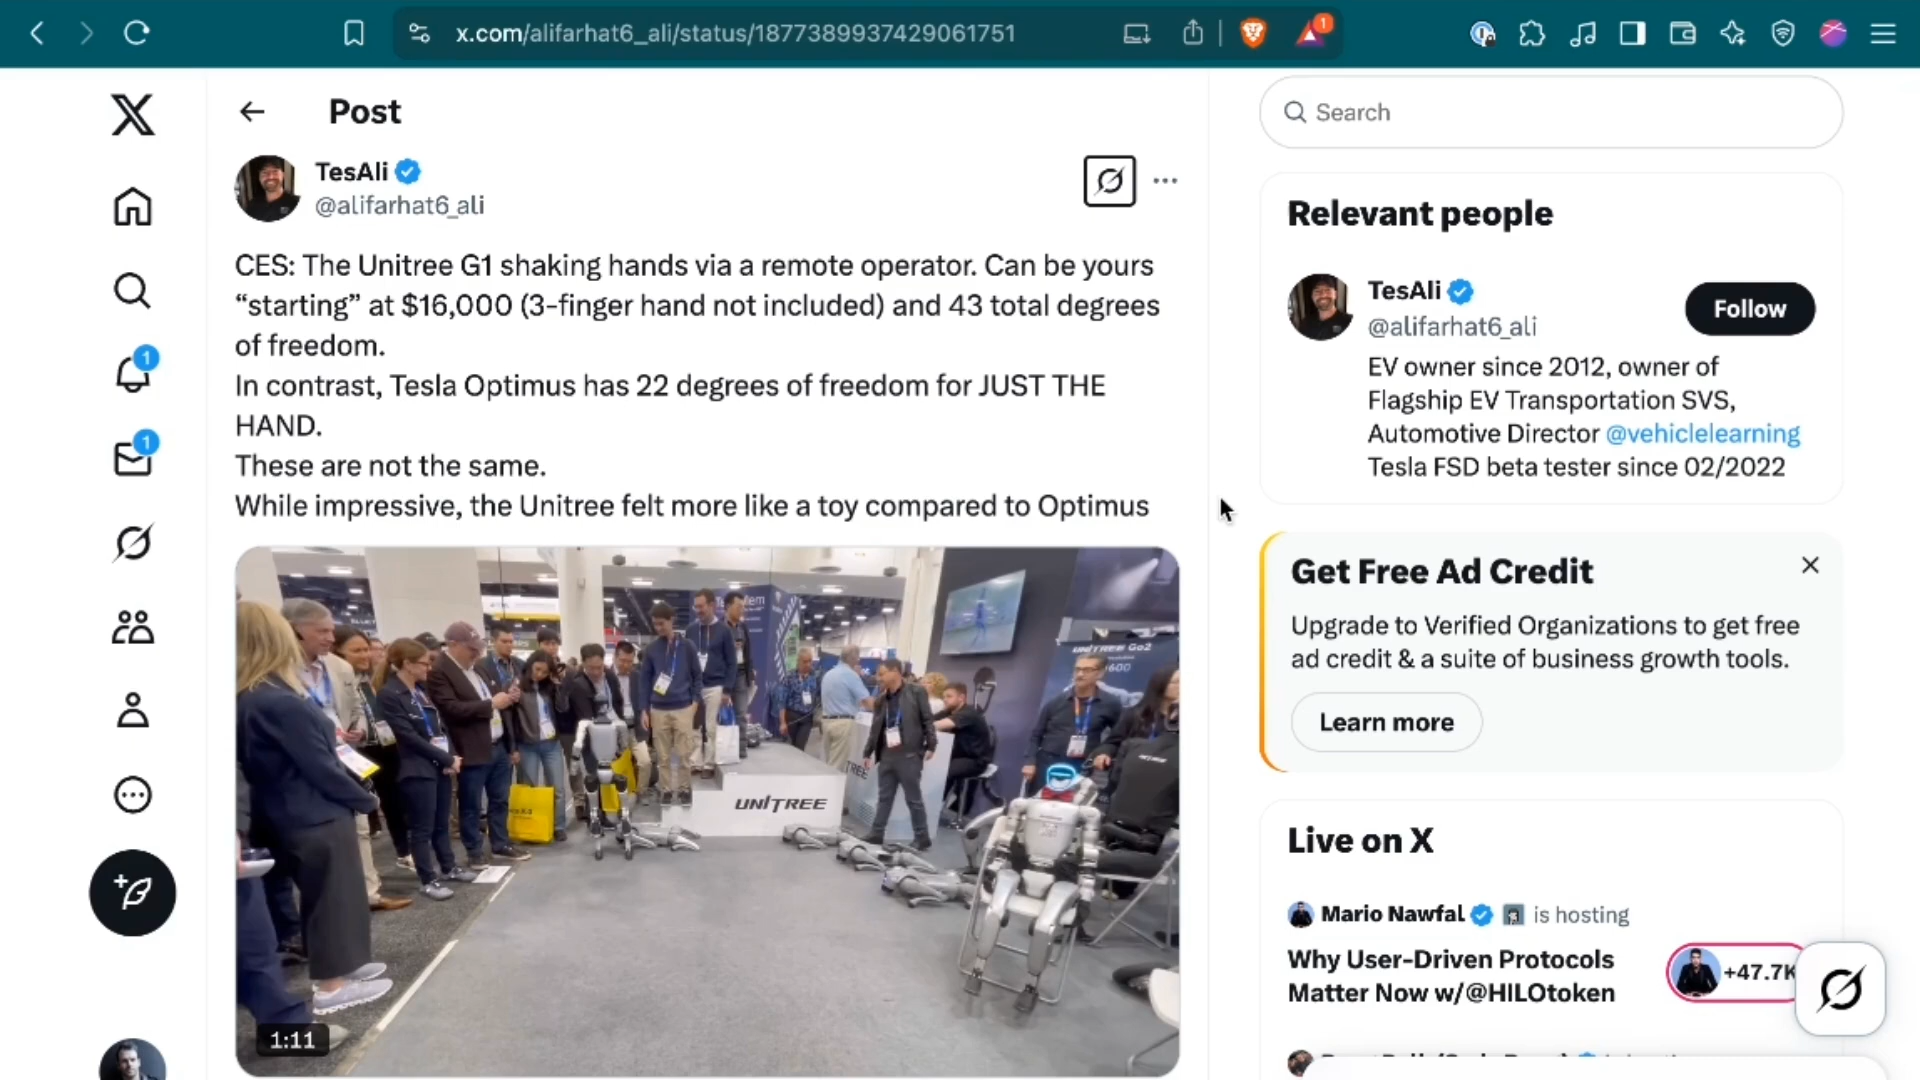 x.com/alifarhat6_ali/status/1877389937429061751
1
Post
TesAli
@alifarhat6_ali
CES: The Unitree G1 shaking hands via a remote operator. Can be yours
“starting” at $16,000 (3-finger hand not included) and 43 total degrees
of freedom.
In contrast, Tesla Optimus has 22 degrees of freedom for JUST THE
HAND.
These are not the same.
While impressive, the Unitree felt more like a toy compared to Optimus
UNITREE Go2
UNITREE
1:11
1
1
Search
Relevant people
TesAli
@alifarhat6_ali
Follow
EV owner since 2012, owner of
Flagship EV Transportation SVS,
Automotive Director @vehiclelearning
Tesla FSD beta tester since 02/2022
Get Free Ad Credit
Upgrade to Verified Organizations to get free
ad credit & a suite of business growth tools.
Learn more
Live on X
Mario Nawfal is hosting
Why User-Driven Protocols
Matter Now w/@HILOtoken
+47.7K